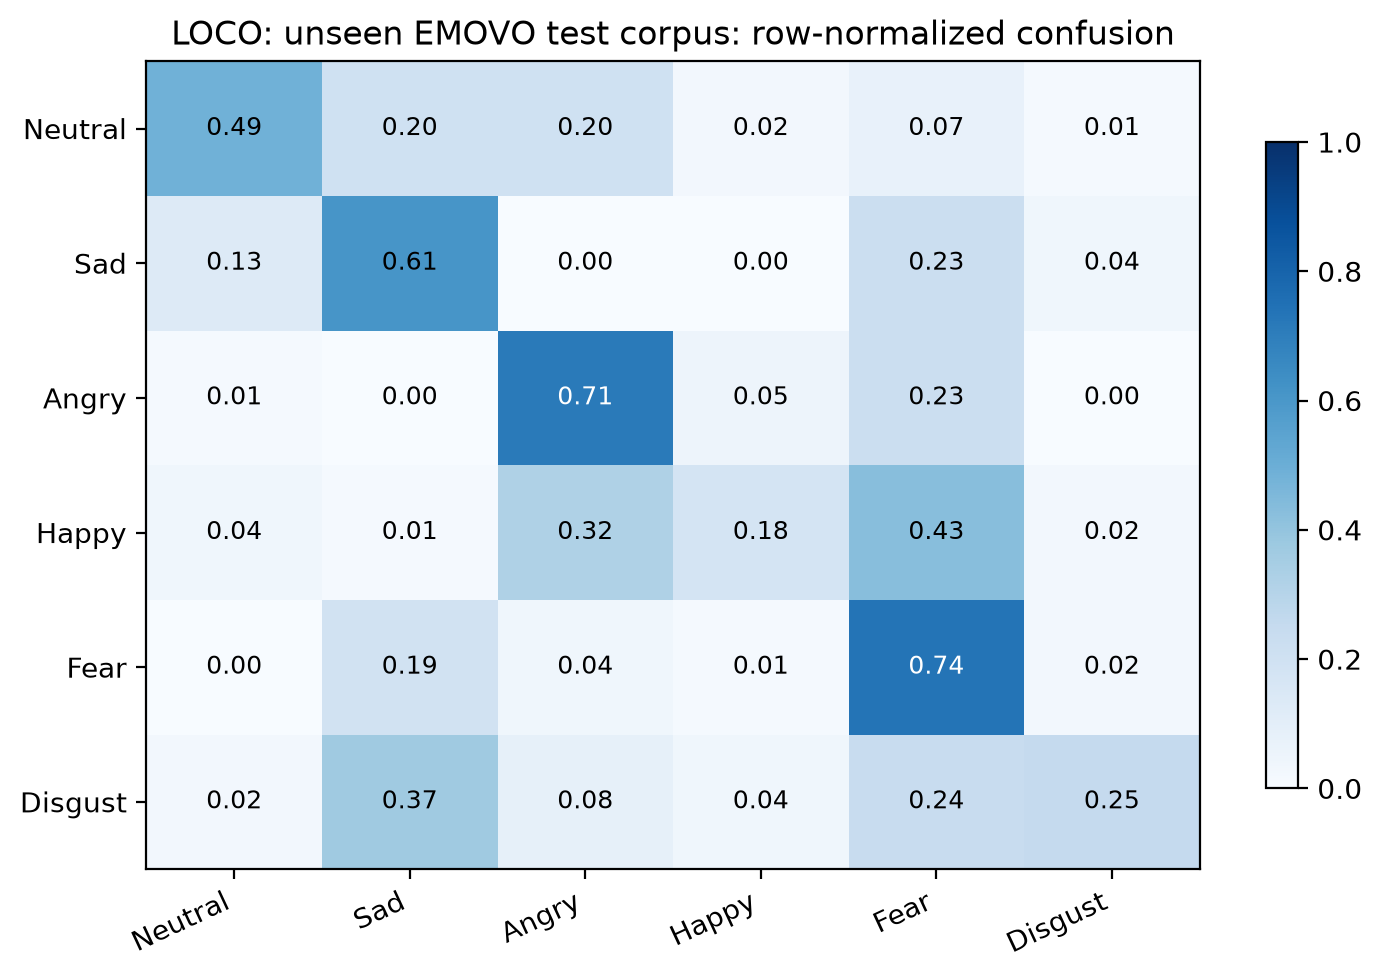 LOCO: unseen EMOVO test corpus: row-normalized confusion
Neutral 0.49 0.20 0.20 0.02 0.07 0.01
Sad 0.13 0.61 0.00 0.00 0.23 0.04
Angry 0.01 0.00 0.71 0.05 0.23 0.00
Happy 0.04 0.01 0.32 0.18 0.43 0.02
Fear 0.00 0.19 0.04 0.01 0.74 0.02
Disgust 0.02 0.37 0.08 0.04 0.24 0.25
Neutral Sad Angry Happy Fear Disgust
1.0
0.8
0.6
0.4
0.2
0.0